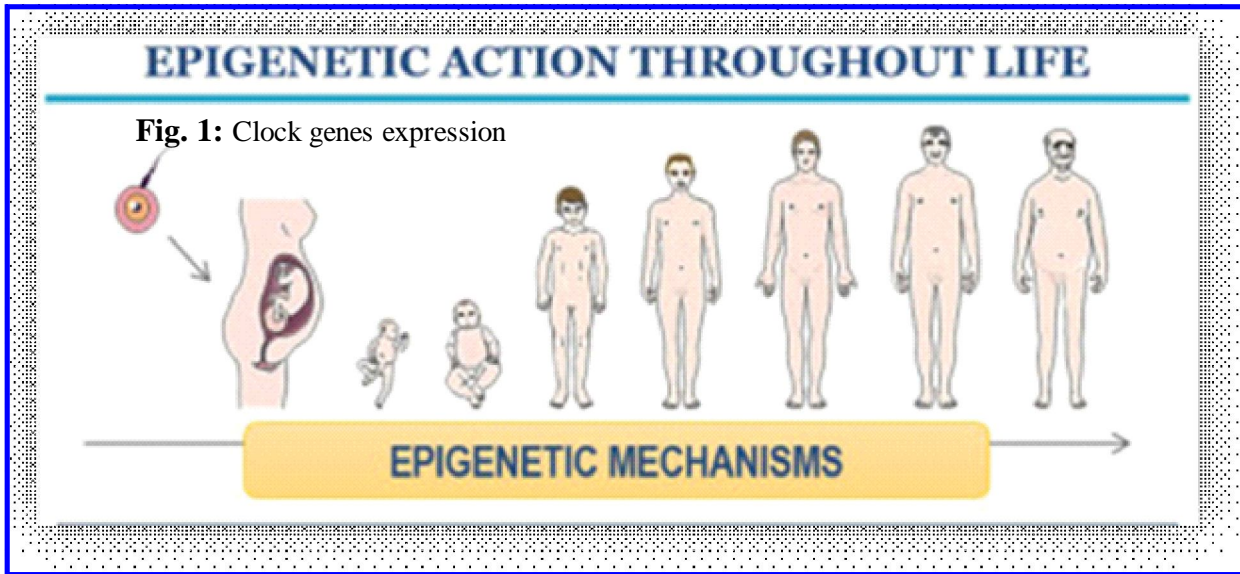 EPIGENETIC ACTION THROUGHOUT LIFE
Fig. 1: Clock genes expression
EPIGENETIC MECHANISMS